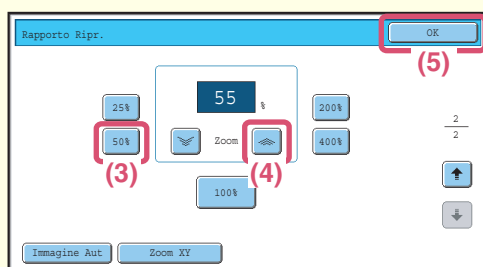 Rapporto Ripr.
OK
(5)
55 %
25%
200%
50%
Zoom
400%
2
2
(3)
(4)
100%
Immagine Aut
Zoom XY